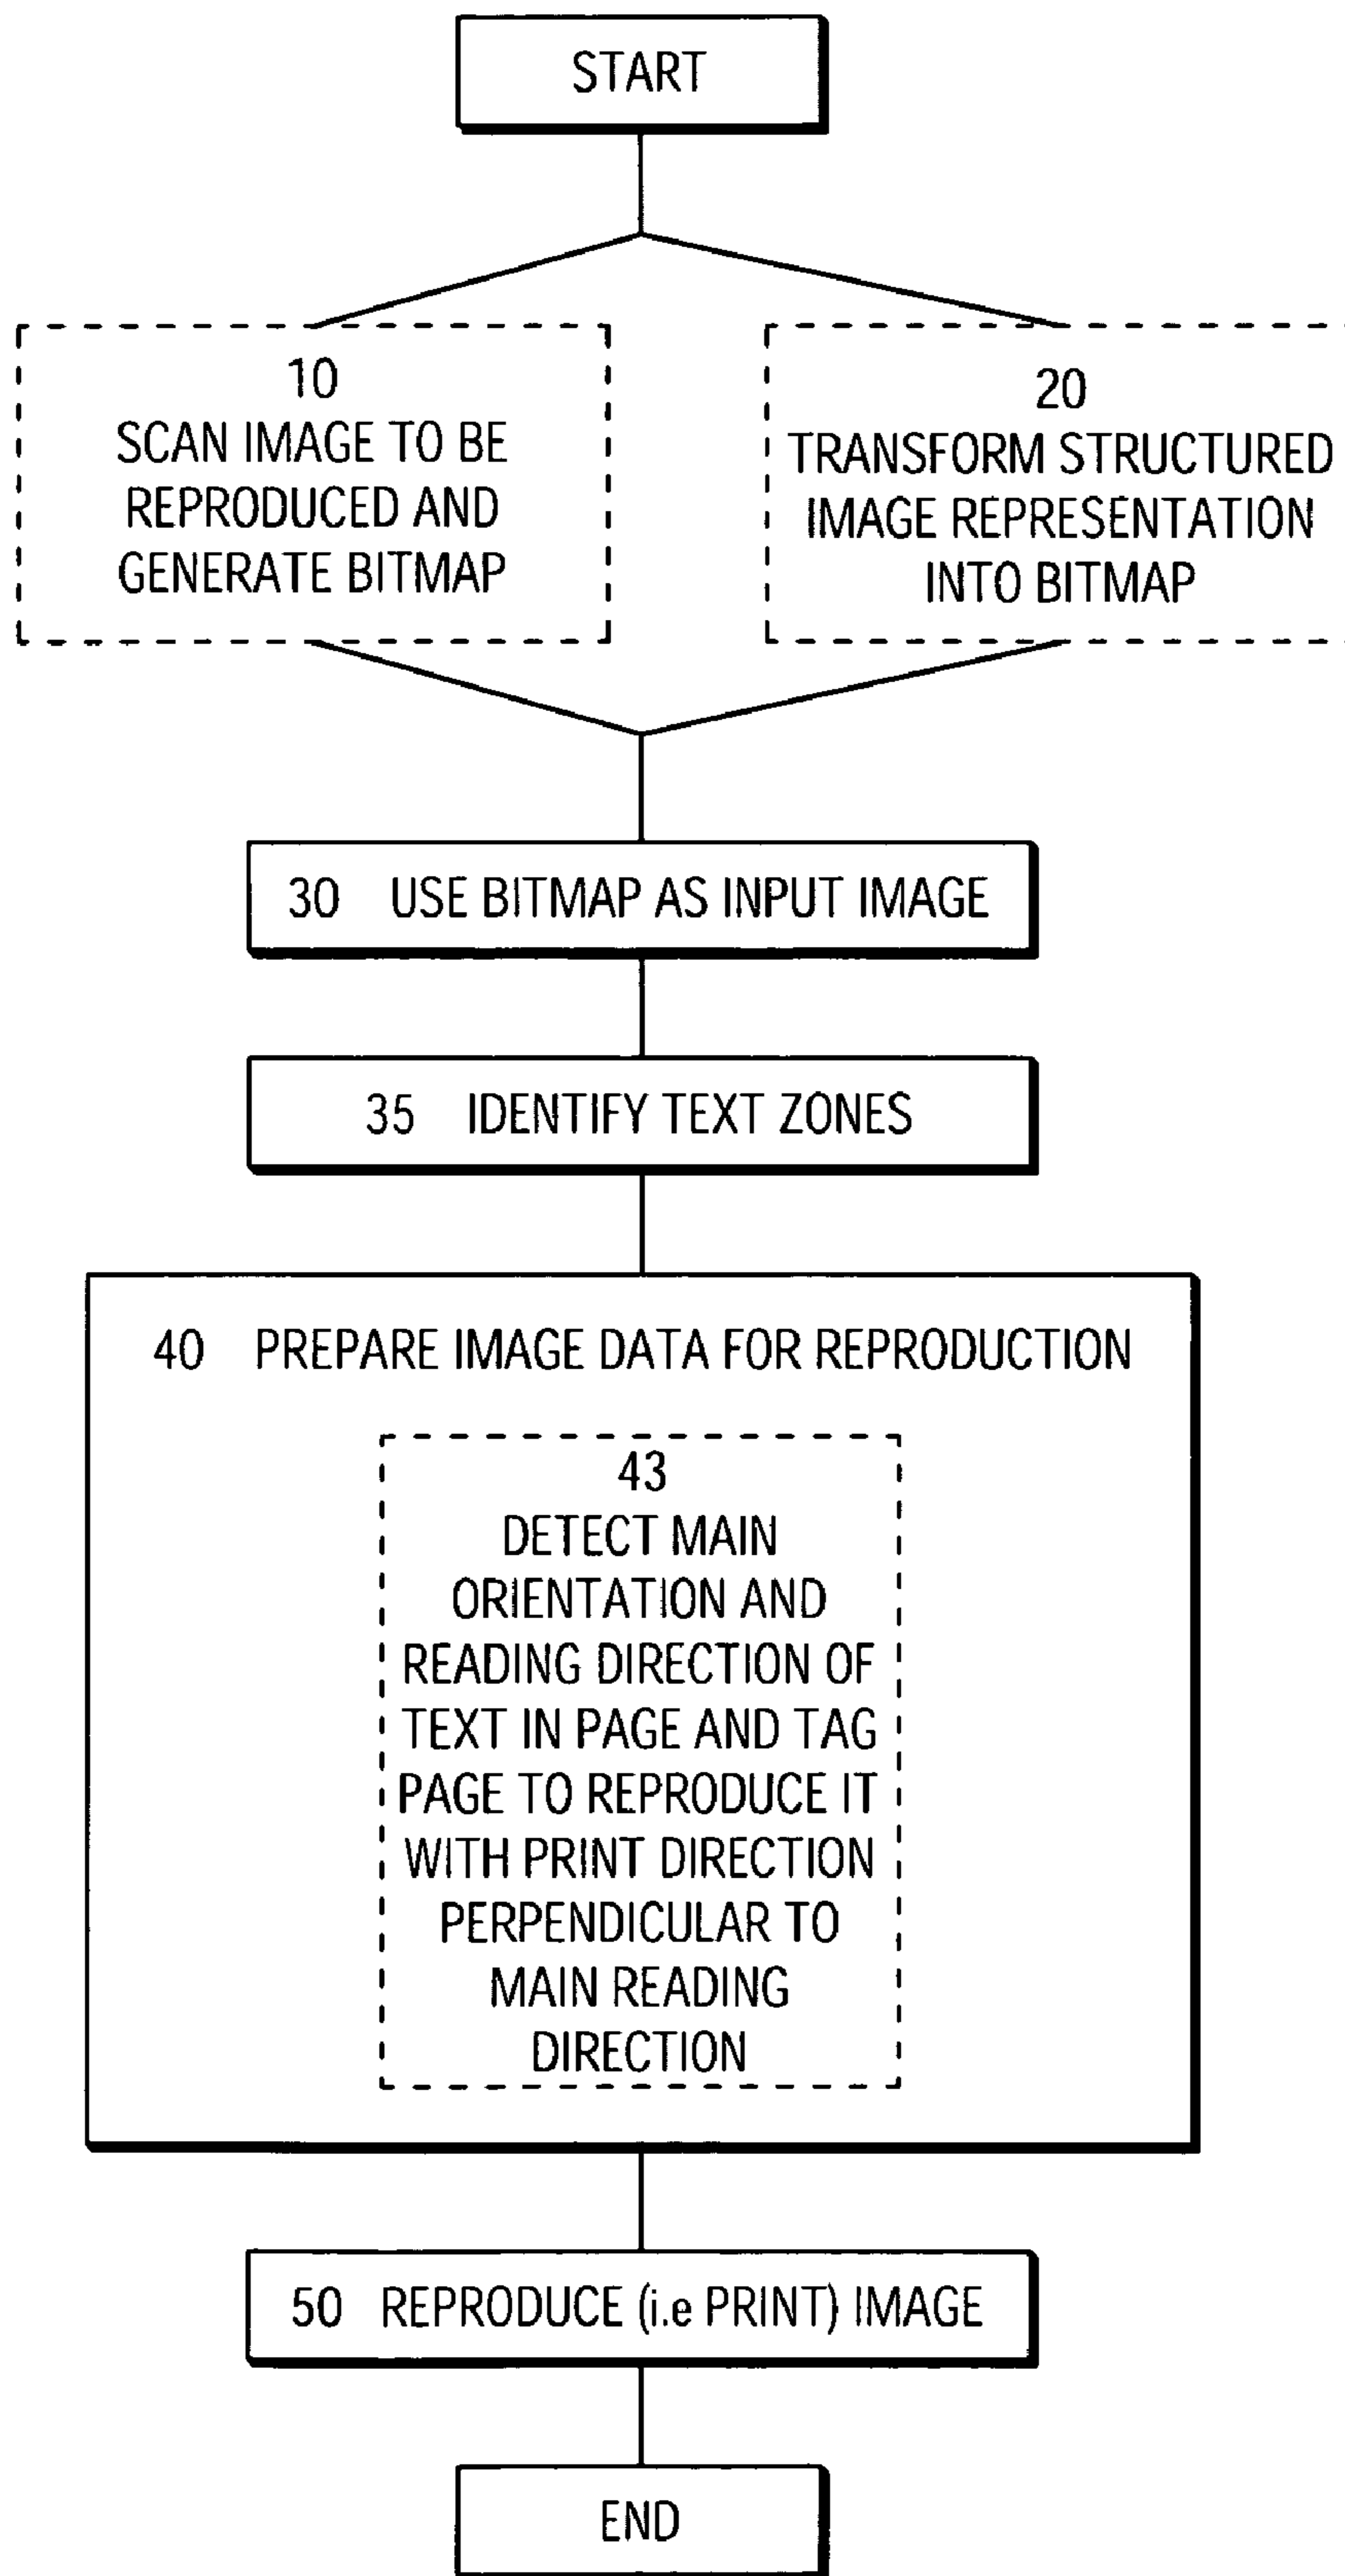 START
10
SCAN IMAGE TO BE
REPRODUCED AND
GENERATE BITMAP
20
TRANSFORM STRUCTURED
IMAGE REPRESENTATION
INTO BITMAP
30 USE BITMAP AS INPUT IMAGE
35 IDENTIFY TEXT ZONES
40 PREPARE IMAGE DATA FOR REPRODUCTION
43
DETECT MAIN
ORIENTATION AND
READING DIRECTION OF
TEXT IN PAGE AND TAG
PAGE TO REPRODUCE IT
WITH PRINT DIRECTION
PERPENDICULAR TO
MAIN READING
DIRECTION
50 REPRODUCE (i.e PRINT) IMAGE
END